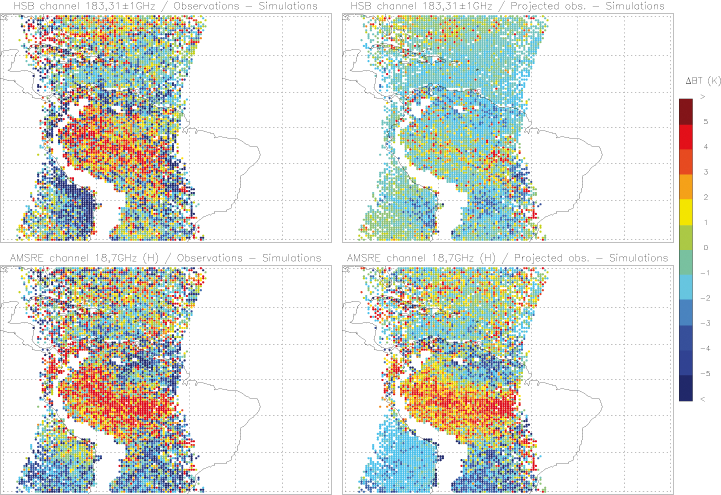 HSB channel 183,31±1GHz / Observations − Simulations
HSB channel 183,31±1GHz / Projected obs. − Simulations
ΔBT (K)
>
5
4
3
2
1
0
−1
−2
−3
−4
−5
<
AMSRE channel 18,7GHz (H) / Observations − Simulations
AMSRE channel 18,7GHz (H) / Projected obs. − Simulations